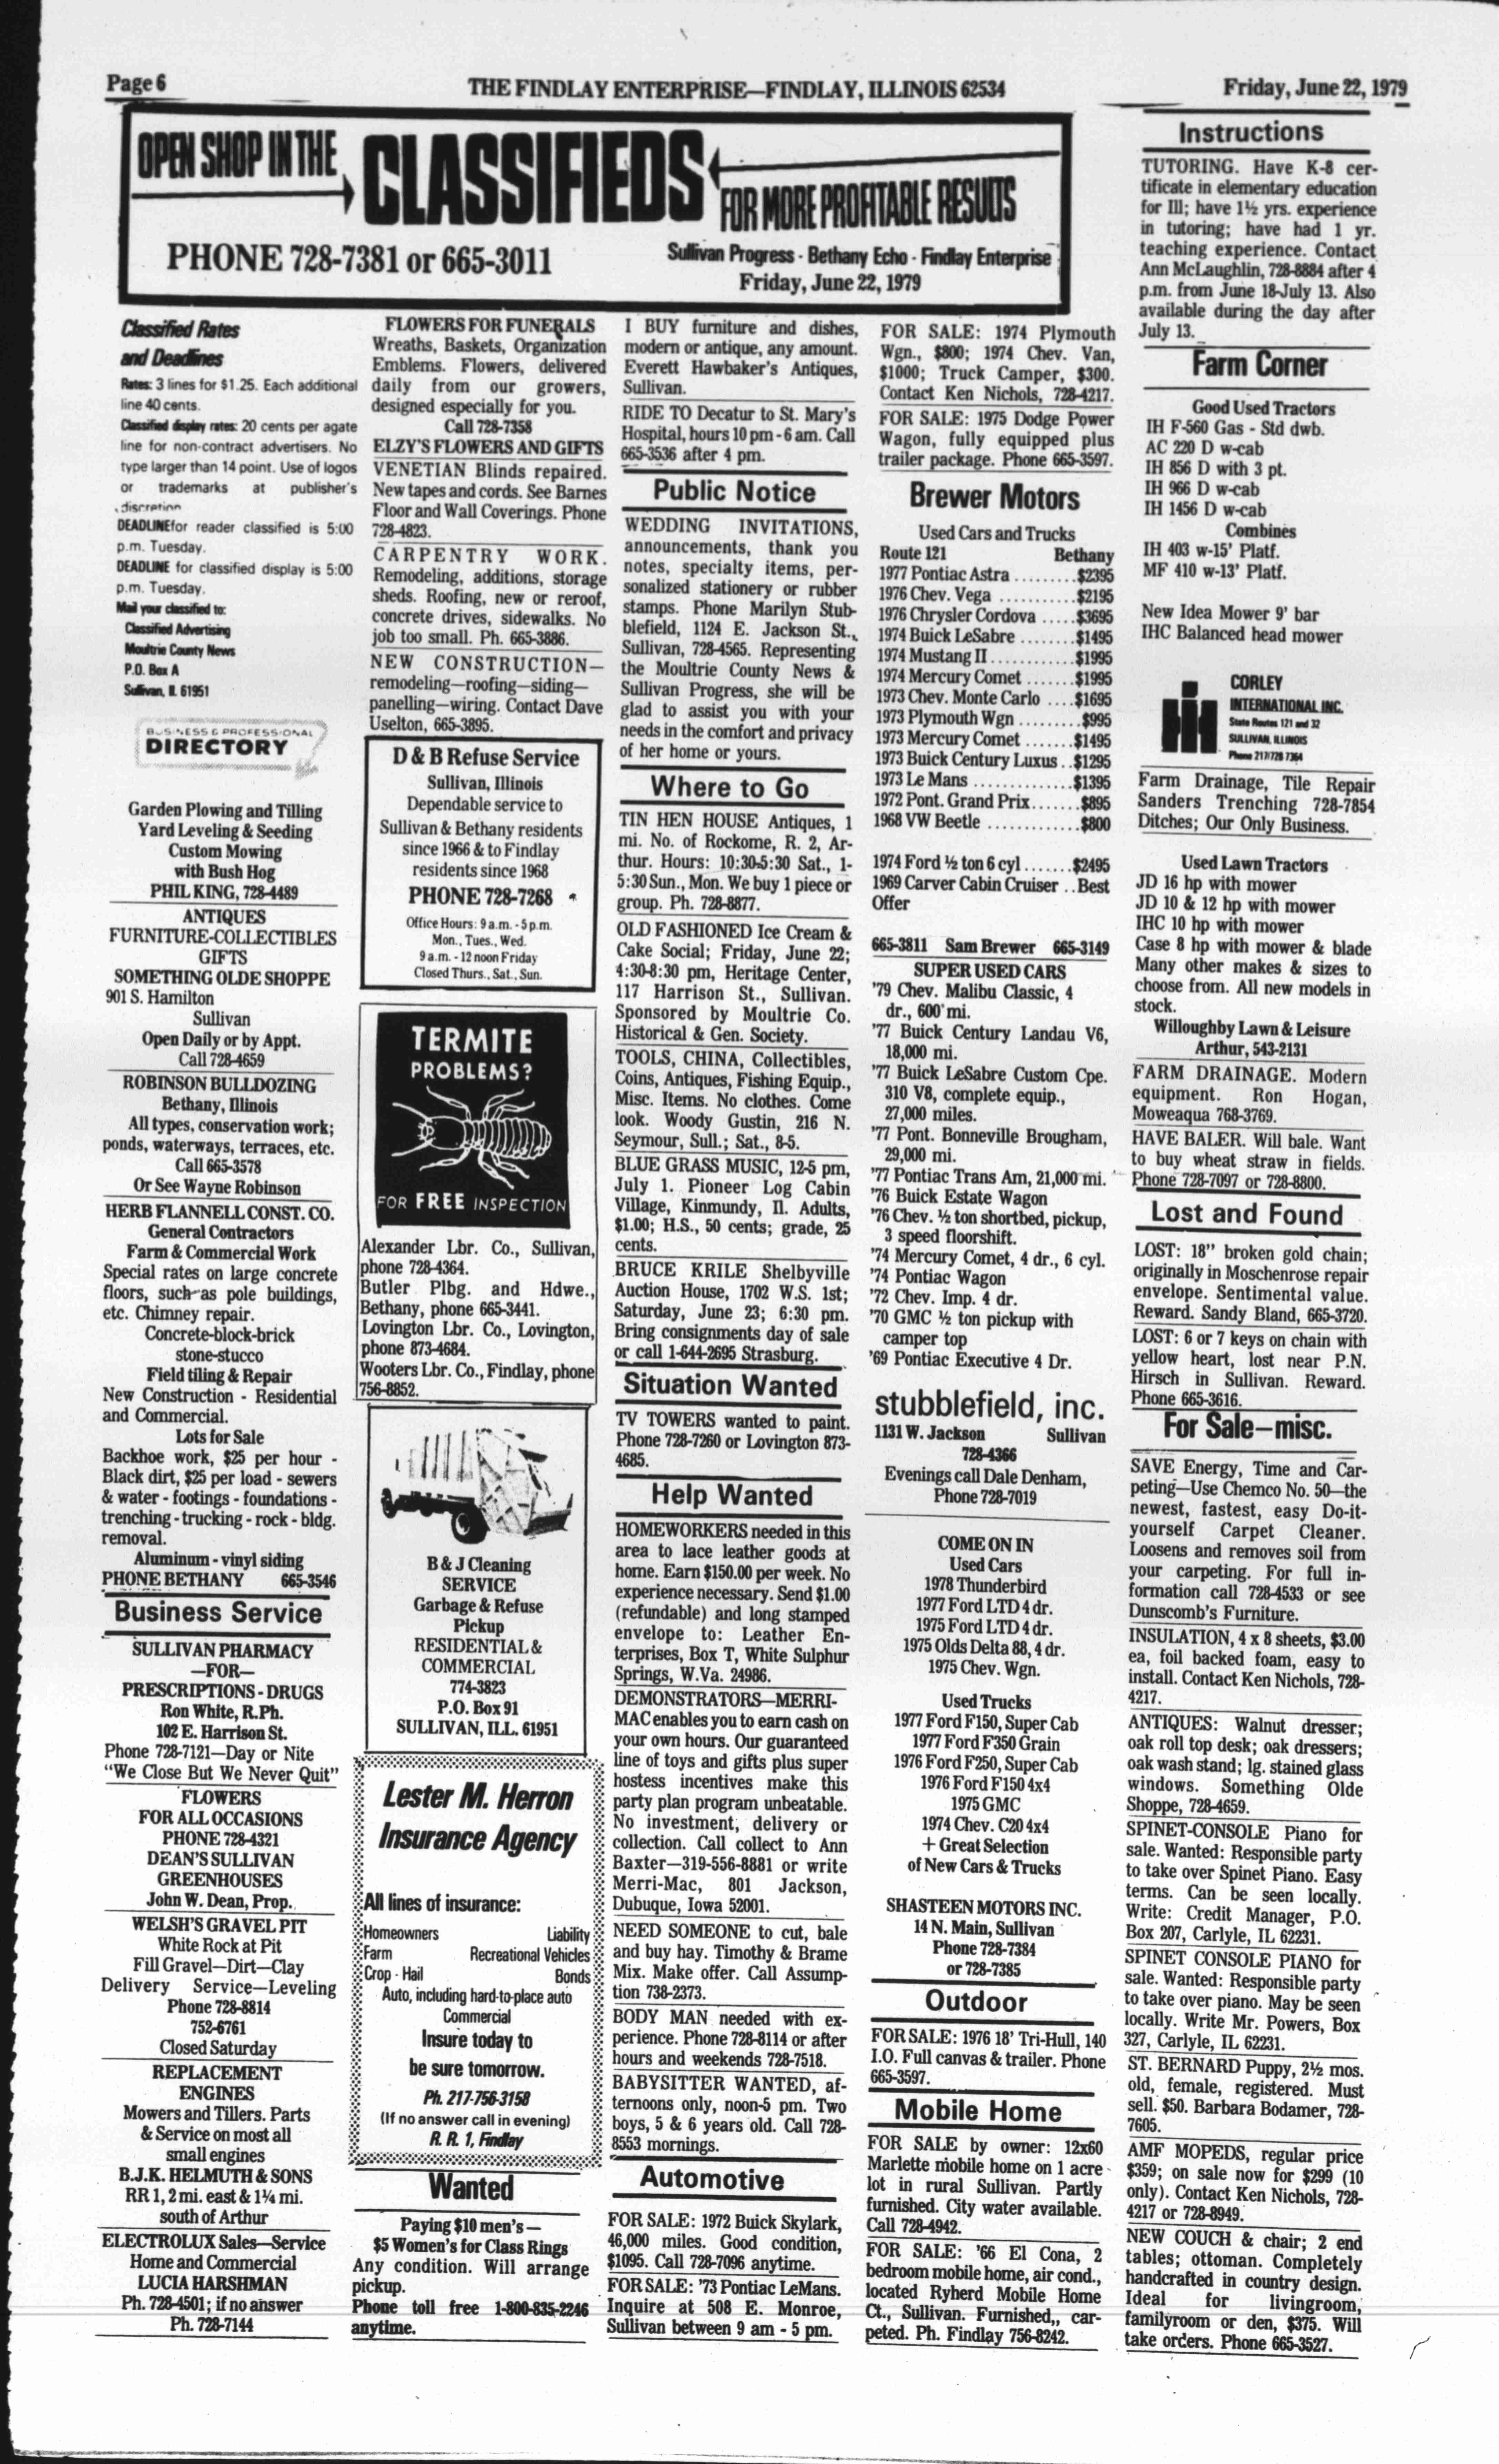 Page 6
THE FINDLAY ENTERPRISE—FINDLAY, ILLINOIS 62534
Friday, June 22, 1979
OPEN SHOP IN THE
CLASSIFIEDS
FOR MORE PROFITABLE RESULTS
PHONE 728-7381 or 665-3011
Sullivan Progress - Bethany Echo - Findlay Enterprise
Friday, June 22, 1979
Classified Rates
and Deadlines
Rates: 3 lines for $1.25. Each additional
line 40 cents.
Classified display rates: 20 cents per agate
line for non-contract advertisers. No
type larger than 14 point. Use of logos
or trademarks at publisher's
discretion
DEADLINE for reader classified is 5:00
p.m. Tuesday.
DEADLINE for classified display is 5:00
p.m. Tuesday.
Mail your classified to:
Classified Advertising
Moultrie County News
P.O. Box A
Sullivan, Il. 61951
BUSINESS & PROFESSIONAL
DIRECTORY
Garden Plowing and Tilling
Yard Leveling & Seeding
Custom Mowing
with Bush Hog
PHIL KING, 728-4489
ANTIQUES
FURNITURE-COLLECTIBLES
GIFTS
SOMETHING OLDE SHOPPE
901 S. Hamilton
Sullivan
Open Daily or by Appt.
Call 728-4659
ROBINSON BULLDOZING
Bethany, Illinois
All types, conservation work;
ponds, waterways, terraces, etc.
Call 665-3578
Or See Wayne Robinson
HERB FLANNELL CONST. CO.
General Contractors
Farm & Commercial Work
Special rates on large concrete
floors, such as pole buildings,
etc. Chimney repair.
Concrete-block-brick
stone-stucco
Field tiling & Repair
New Construction - Residential
and Commercial.
Lots for Sale
Backhoe work, $25 per hour -
Black dirt, $25 per load - sewers
& water - footings - foundations -
trenching - trucking - rock - bldg.
removal.
Aluminum - vinyl siding
PHONE BETHANY 665-3546
Business Service
SULLIVAN PHARMACY
—FOR—
PRESCRIPTIONS - DRUGS
Ron White, R.Ph.
102 E. Harrison St.
Phone 728-7121—Day or Nite
"We Close But We Never Quit"
FLOWERS
FOR ALL OCCASIONS
PHONE 728-4321
DEAN'S SULLIVAN
GREENHOUSES
John W. Dean, Prop.
WELSH'S GRAVEL PIT
White Rock at Pit
Fill Gravel—Dirt—Clay
Delivery Service—Leveling
Phone 728-8814
752-6761
Closed Saturday
REPLACEMENT
ENGINES
Mowers and Tillers. Parts
& Service on most all
small engines
B.J.K. HELMUTH & SONS
RR 1, 2 mi. east & 1¼ mi.
south of Arthur
ELECTROLUX Sales—Service
Home and Commercial
LUCIA HARSHMAN
Ph. 728-4501; if no answer
Ph. 728-7144
FLOWERS FOR FUNERALS
Wreaths, Baskets, Organization
Emblems. Flowers, delivered
daily from our growers,
designed especially for you.
Call 728-7358
ELZY'S FLOWERS AND GIFTS
VENETIAN Blinds repaired.
New tapes and cords. See Barnes
Floor and Wall Coverings. Phone
728-4823.
CARPENTRY WORK.
Remodeling, additions, storage
sheds. Roofing, new or reroof,
concrete drives, sidewalks. No
job too small. Ph. 665-3886.
NEW CONSTRUCTION—
remodeling—roofing—siding—
panelling—wiring. Contact Dave
Uselton, 665-3895.
D & B Refuse Service
Sullivan, Illinois
Dependable service to
Sullivan & Bethany residents
since 1966 & to Findlay
residents since 1968
PHONE 728-7268
Office Hours: 9 a.m. - 5 p.m.
Mon., Tues., Wed.
9 a.m. - 12 noon Friday
Closed Thurs., Sat., Sun.
TERMITE
PROBLEMS?
FOR FREE INSPECTION
Alexander Lbr. Co., Sullivan,
phone 728-4364.
Butler Plbg. and Hdwe.,
Bethany, phone 665-3441.
Lovington Lbr. Co., Lovington,
phone 873-4684.
Wooters Lbr. Co., Findlay, phone
756-8852.
B & J Cleaning
SERVICE
Garbage & Refuse
Pickup
RESIDENTIAL &
COMMERCIAL
774-3823
P.O. Box 91
SULLIVAN, ILL. 61951
Lester M. Herron
Insurance Agency
All lines of insurance:
Homeowners Liability
Farm Recreational Vehicles
Crop - Hail Bonds
Auto, including hard-to-place auto
Commercial
Insure today to
be sure tomorrow.
Ph. 217-756-3158
(If no answer call in evening)
R. R. 1, Findlay
Wanted
Paying $10 men's —
$5 Women's for Class Rings
Any condition. Will arrange
pickup.
Phone toll free 1-800-835-2246
anytime.
I BUY furniture and dishes,
modern or antique, any amount.
Everett Hawbaker's Antiques,
Sullivan.
RIDE TO Decatur to St. Mary's
Hospital, hours 10 pm - 6 am. Call
665-3536 after 4 pm.
Public Notice
WEDDING INVITATIONS,
announcements, thank you
notes, specialty items, per-
sonalized stationery or rubber
stamps. Phone Marilyn Stub-
blefield, 1124 E. Jackson St.,
Sullivan, 728-4565. Representing
the Moultrie County News &
Sullivan Progress, she will be
glad to assist you with your
needs in the comfort and privacy
of her home or yours.
Where to Go
TIN HEN HOUSE Antiques, 1
mi. No. of Rockome, R. 2, Ar-
thur. Hours: 10:30-5:30 Sat., 1-
5:30 Sun., Mon. We buy 1 piece or
group. Ph. 728-8877.
OLD FASHIONED Ice Cream &
Cake Social; Friday, June 22;
4:30-8:30 pm, Heritage Center,
117 Harrison St., Sullivan.
Sponsored by Moultrie Co.
Historical & Gen. Society.
TOOLS, CHINA, Collectibles,
Coins, Antiques, Fishing Equip.,
Misc. Items. No clothes. Come
look. Woody Gustin, 216 N.
Seymour, Sull.; Sat., 8-5.
BLUE GRASS MUSIC, 12-5 pm,
July 1. Pioneer Log Cabin
Village, Kinmundy, Il. Adults,
$1.00; H.S., 50 cents; grade, 25
cents.
BRUCE KRILE Shelbyville
Auction House, 1702 W.S. 1st;
Saturday, June 23; 6:30 pm.
Bring consignments day of sale
or call 1-644-2695 Strasburg.
Situation Wanted
TV TOWERS wanted to paint.
Phone 728-7260 or Lovington 873-
4685.
Help Wanted
HOMEWORKERS needed in this
area to lace leather goods at
home. Earn $150.00 per week. No
experience necessary. Send $1.00
(refundable) and long stamped
envelope to: Leather En-
terprises, Box T, White Sulphur
Springs, W.Va. 24986.
DEMONSTRATORS—MERRI-
MAC enables you to earn cash on
your own hours. Our guaranteed
line of toys and gifts plus super
hostess incentives make this
party plan program unbeatable.
No investment, delivery or
collection. Call collect to Ann
Baxter—319-556-8881 or write
Merri-Mac, 801 Jackson,
Dubuque, Iowa 52001.
NEED SOMEONE to cut, bale
and buy hay. Timothy & Brame
Mix. Make offer. Call Assump-
tion 738-2373.
BODY MAN needed with ex-
perience. Phone 728-8114 or after
hours and weekends 728-7518.
BABYSITTER WANTED, af-
ternoons only, noon-5 pm. Two
boys, 5 & 6 years old. Call 728-
8553 mornings.
Automotive
FOR SALE: 1972 Buick Skylark,
46,000 miles. Good condition,
$1095. Call 728-7096 anytime.
FOR SALE: '73 Pontiac LeMans.
Inquire at 508 E. Monroe,
Sullivan between 9 am - 5 pm.
FOR SALE: 1974 Plymouth
Wgn., $800; 1974 Chev. Van,
$1000; Truck Camper, $300.
Contact Ken Nichols, 728-4217.
FOR SALE: 1975 Dodge Power
Wagon, fully equipped plus
trailer package. Phone 665-3597.
Brewer Motors
Used Cars and Trucks
Route 121 Bethany
1977 Pontiac Astra ......... $2395
1976 Chev. Vega ........... $2195
1976 Chrysler Cordova ..... $3695
1974 Buick LeSabre ........ $1495
1974 Mustang II ............ $1995
1974 Mercury Comet ....... $1995
1973 Chev. Monte Carlo .... $1695
1973 Plymouth Wgn ......... $995
1973 Mercury Comet ....... $1495
1973 Buick Century Luxus .. $1295
1973 Le Mans .............. $1395
1972 Pont. Grand Prix ....... $895
1968 VW Beetle ............. $800
1974 Ford ½ ton 6 cyl ....... $2495
1969 Carver Cabin Cruiser .. Best
Offer
665-3811 Sam Brewer 665-3149
SUPER USED CARS
'79 Chev. Malibu Classic, 4
dr., 600 mi.
'77 Buick Century Landau V6,
18,000 mi.
'77 Buick LeSabre Custom Cpe.
310 V8, complete equip.,
27,000 miles.
'77 Pont. Bonneville Brougham,
29,000 mi.
'77 Pontiac Trans Am, 21,000 mi.
'76 Buick Estate Wagon
'76 Chev. ½ ton shortbed, pickup,
3 speed floorshift.
'74 Mercury Comet, 4 dr., 6 cyl.
'74 Pontiac Wagon
'72 Chev. Imp. 4 dr.
'70 GMC ½ ton pickup with
camper top
'69 Pontiac Executive 4 Dr.
stubblefield, inc.
1131 W. Jackson Sullivan
728-4366
Evenings call Dale Denham,
Phone 728-7019
COME ON IN
Used Cars
1978 Thunderbird
1977 Ford LTD 4 dr.
1975 Ford LTD 4 dr.
1975 Olds Delta 88, 4 dr.
1975 Chev. Wgn.
Used Trucks
1977 Ford F150, Super Cab
1977 Ford F350 Grain
1976 Ford F250, Super Cab
1976 Ford F150 4x4
1975 GMC
1974 Chev. C20 4x4
+ Great Selection
of New Cars & Trucks
SHASTEEN MOTORS INC.
14 N. Main, Sullivan
Phone 728-7384
or 728-7385
Outdoor
FOR SALE: 1976 18' Tri-Hull, 140
I.O. Full canvas & trailer. Phone
665-3597.
Mobile Home
FOR SALE by owner: 12x60
Marlette mobile home on 1 acre
lot in rural Sullivan. Partly
furnished. City water available.
Call 728-4942.
FOR SALE: '66 El Cona, 2
bedroom mobile home, air cond.,
located Ryherd Mobile Home
Ct., Sullivan. Furnished,, car-
peted. Ph. Findlay 756-8242.
Instructions
TUTORING. Have K-8 cer-
tificate in elementary education
for Ill; have 1½ yrs. experience
in tutoring; have had 1 yr.
teaching experience. Contact
Ann McLaughlin, 728-8884 after 4
p.m. from June 18-July 13. Also
available during the day after
July 13.
Farm Corner
Good Used Tractors
IH F-560 Gas - Std dwb.
AC 220 D w-cab
IH 856 D with 3 pt.
IH 966 D w-cab
IH 1456 D w-cab
Combines
IH 403 w-15' Platf.
MF 410 w-13' Platf.
New Idea Mower 9' bar
IHC Balanced head mower
CORLEY
INTERNATIONAL INC.
State Routes 121 and 32
SULLIVAN, ILLINOIS
Phone 217/728 7364
Farm Drainage, Tile Repair
Sanders Trenching 728-7854
Ditches; Our Only Business.
Used Lawn Tractors
JD 16 hp with mower
JD 10 & 12 hp with mower
IHC 10 hp with mower
Case 8 hp with mower & blade
Many other makes & sizes to
choose from. All new models in
stock.
Willoughby Lawn & Leisure
Arthur, 543-2131
FARM DRAINAGE. Modern
equipment. Ron Hogan,
Moweaqua 768-3769.
HAVE BALER. Will bale. Want
to buy wheat straw in fields.
Phone 728-7097 or 728-8800.
Lost and Found
LOST: 18" broken gold chain;
originally in Moschenrose repair
envelope. Sentimental value.
Reward. Sandy Bland, 665-3720.
LOST: 6 or 7 keys on chain with
yellow heart, lost near P.N.
Hirsch in Sullivan. Reward.
Phone 665-3616.
For Sale—misc.
SAVE Energy, Time and Car-
peting—Use Chemco No. 50—the
newest, fastest, easy Do-it-
yourself Carpet Cleaner.
Loosens and removes soil from
your carpeting. For full in-
formation call 728-4533 or see
Dunscomb's Furniture.
INSULATION, 4 x 8 sheets, $3.00
ea, foil backed foam, easy to
install. Contact Ken Nichols, 728-
4217.
ANTIQUES: Walnut dresser;
oak roll top desk; oak dressers;
oak wash stand; lg. stained glass
windows. Something Olde
Shoppe, 728-4659.
SPINET-CONSOLE Piano for
sale. Wanted: Responsible party
to take over Spinet Piano. Easy
terms. Can be seen locally.
Write: Credit Manager, P.O.
Box 207, Carlyle, IL 62231.
SPINET CONSOLE PIANO for
sale. Wanted: Responsible party
to take over piano. May be seen
locally. Write Mr. Powers, Box
327, Carlyle, IL 62231.
ST. BERNARD Puppy, 2½ mos.
old, female, registered. Must
sell. $50. Barbara Bodamer, 728-
7605.
AMF MOPEDS, regular price
$359; on sale now for $299 (10
only). Contact Ken Nichols, 728-
4217 or 728-8949.
NEW COUCH & chair; 2 end
tables; ottoman. Completely
handcrafted in country design.
Ideal for livingroom,
familyroom or den, $375. Will
take orders. Phone 665-3527.